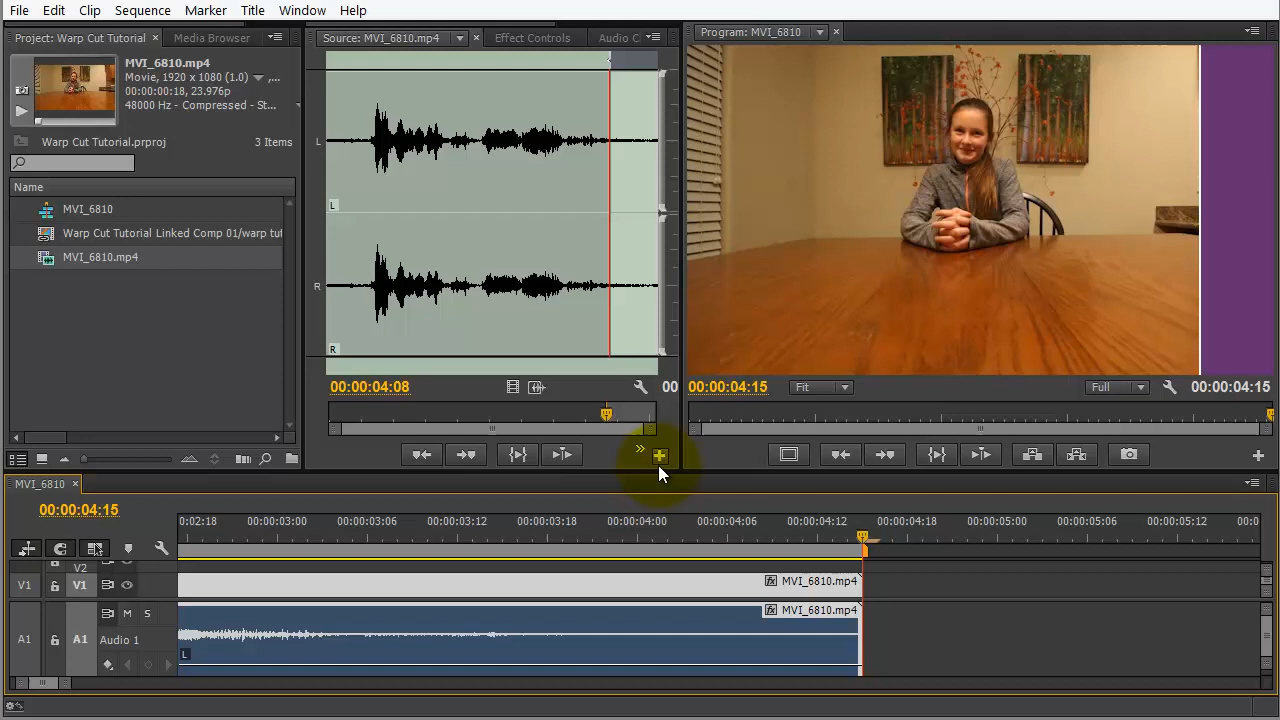 File Edit Clip Sequence Marker Title Window Help
Project: Warp Cut Tutorial × Media Browser
Source: MVI_6810.mp4 × Effect Controls Audio Cl
Program: MVI_6810 ×
MVI_6810.mp4
Movie, 1920 x 1080 (1.0) ,...
00:00:00:18, 23.976p
48000 Hz - Compressed - St...
Warp Cut Tutorial.prproj 3 Items
Name
MVI_6810
Warp Cut Tutorial Linked Comp 01/warp tut
MVI_6810.mp4
L
L
R
R
00:00:04:08 00
00:00:04:15 Fit Full 00:00:04:15
MVI_6810 ×
00:00:04:15
0:02:18 00:00:03:00 00:00:03:06 00:00:03:12 00:00:03:18 00:00:04:00 00:00:04:06 00:00:04:12 00:00:04:18 00:00:05:00 00:00:05:06 00:00:05:12 00:0
V2
V1 V1 fx MVI_6810.mp4
M S fx MVI_6810.mp4
A1 A1 Audio 1
L